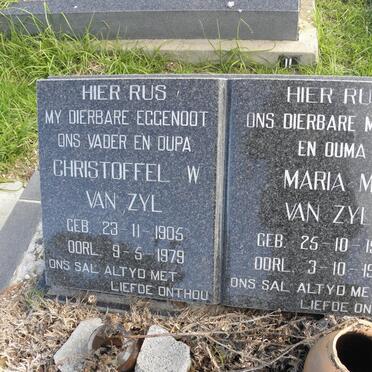 HIER RUS
MY DIERBARE EGGENOOT
ONS VADER EN OUPA
CHRISTOFFEL W
VAN ZYL
GEB. 23-11-1905
OORL. 9-5-1979
ONS SAL ALTYD MET
LIEFDE ONTHOU
HIER RU
ONS DIERBARE M
EN OUMA
MARIA M
VAN ZYL
GEB. 25-10-1
OORL. 3-10-1
ONS SAL ALTYD ME
LIEFDE ON